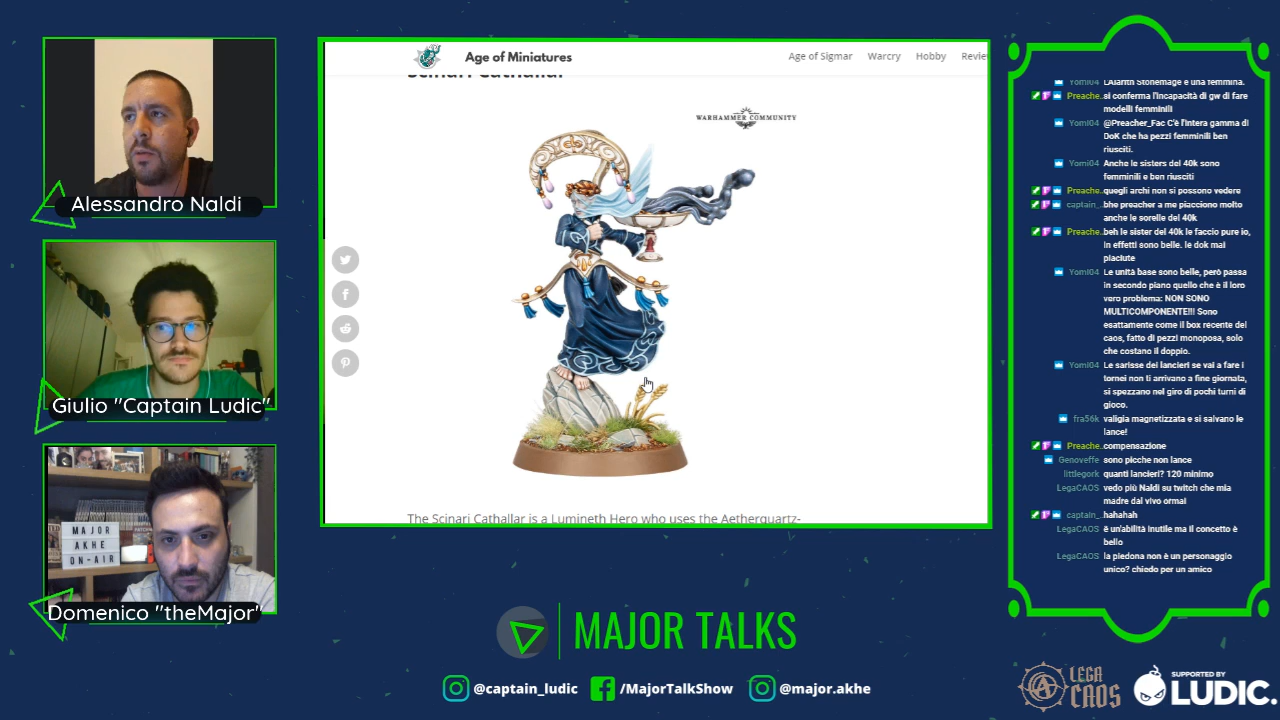 Alessandro Naldi
Giulio "Captain Ludic"
MAJOR
AKHE
ON-AIR
Domenico "theMajor"
Age of Miniatures
Age of Sigmar
Warcry
Hobby
Revie
Scinari Cathallar
WARHAMMER COMMUNITY
The Scinari Cathallar is a Lumineth Hero who uses the Aetherquartz-
Yomi04 LAlarith Stonemage è una femmina.
Preache.. si conferma l'incapacità di gw di fare
modelli femminili
Yomi04 @Preacher_Fac C'è l'intera gamma di
DoK che ha pezzi femminili ben
riusciti.
Yomi04 Anche le sisters del 40k sono
femminili e ben riusciti
Preache.. quegli archi non si possono vedere
captain_.. bhe preacher a me piacciono molto
anche le sorelle del 40k
Preache.. beh le sister del 40k le faccio pure io,
in effetti sono belle. le dok mai
piaciute
Yomi04 Le unità base sono belle, però passa
in secondo piano quello che è il loro
vero problema: NON SONO
MULTICOMPONENTE!!! Sono
esattamente come il box recente del
caos, fatto di pezzi monoposa, solo
che costano il doppio.
Yomi04 Le sarisse dei lancieri se vai a fare i
tornei non ti arrivano a fine giornata,
si spezzano nel giro di pochi turni di
gioco.
fra56k valigia magnetizzata e si salvano le
lance!
Preache.. compensazione
Genoveffe sono picche non lance
littlegork quanti lancieri? 120 minimo
LegaCAOS vedo più Naldi su twitch che mia
madre dal vivo ormai
captain_.. hahahah
LegaCAOS è un'abilità inutile ma il concetto è
bello
LegaCAOS la piedona non è un personaggio
unico? chiedo per un amico
MAJOR TALKS
@captain_ludic
/MajorTalkShow
@major.akhe
LEGA
CAOS
SUPPORTED BY
LUDIC.